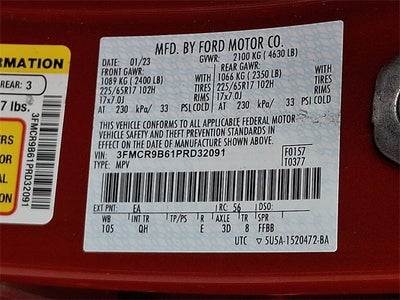 MFD. BY FORD MOTOR CO.
DATE: 01/23 GVWR: 2100 KG ( 4630 LB)
FRONT GAWR: REAR GAWR:
1089 KG ( 2400 LB) WITH 1066 KG ( 2350 LB) WITH
225/65R17 102H TIRES 225/65R17 102H TIRES
17x7.0J RIMS 17x7.0J RIMS
AT 230 kPa/ 33 PSI COLD AT 230 kPa/ 33 PSI COLD
THIS VEHICLE CONFORMS TO ALL APPLICABLE FEDERAL MOTOR
VEHICLE SAFETY AND THEFT PREVENTION STANDARDS IN
EFFECT ON THE DATE OF MANUFACTURE SHOWN ABOVE.
VIN: 3FMCR9B61PRD32091 F0157
TYPE: MPV T0377
EXT PNT: EA RC: 56
WB INT TR TP/PS R AXLE TR SPR
105 QH E 3D B FFBB
UTC 5U5A-1520472-BA
REAR: 3
7 lbs.
3FMCR9B61PRD32091